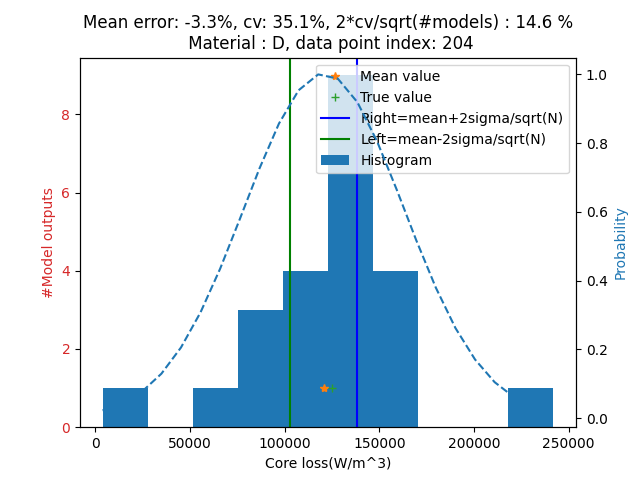 Mean error: -3.3%, cv: 35.1%, 2*cv/sqrt(#models) : 14.6 %
Material : D, data point index: 204
Mean value
True value
Right=mean+2sigma/sqrt(N)
Left=mean-2sigma/sqrt(N)
Histogram
#Model outputs
0
2
4
6
8
Probability
0.0
0.2
0.4
0.6
0.8
1.0
0
50000
100000
150000
200000
250000
Core loss(W/m^3)